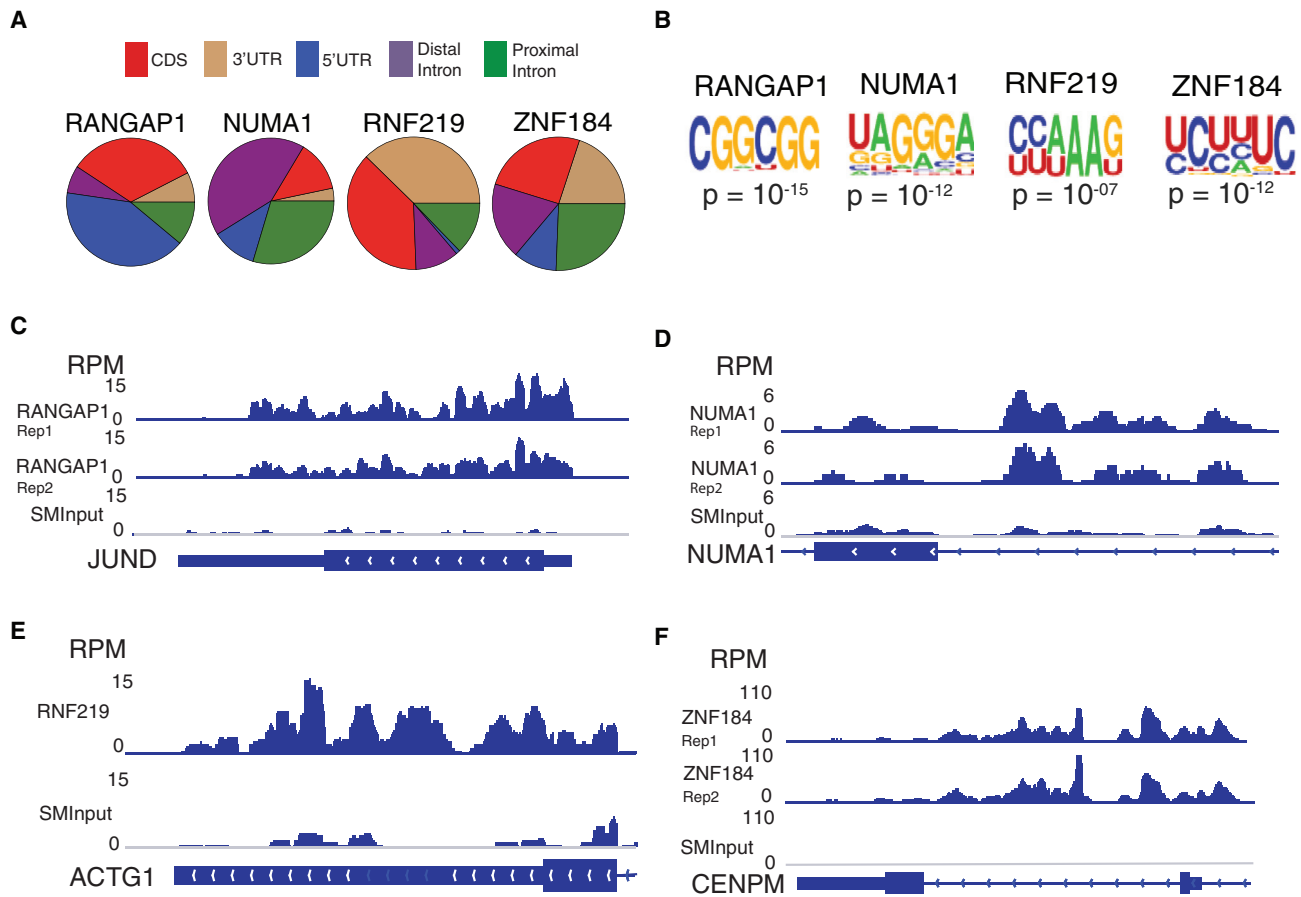 A
CDS
3'UTR
5'UTR
Distal
Intron
Proximal
Intron
RANGAP1
NUMA1
RNF219
ZNF184
B
RANGAP1
NUMA1
RNF219
ZNF184
CGGCGG
UAGGGA
CCAAAG
UUUAAU
UCUUUC
p = 10-15
p = 10-12
p = 10-07
p = 10-12
C
RPM
15
RANGAP1
0
Rep1
15
RANGAP1
0
Rep2
15
SMInput
0
JUND
D
RPM
6
NUMA1
0
Rep1
6
NUMA1
0
Rep2
6
SMInput
0
NUMA1
E
RPM
15
RNF219
0
15
SMInput
0
ACTG1
F
RPM
110
ZNF184
0
Rep1
110
ZNF184
0
Rep2
110
SMInput
0
CENPM